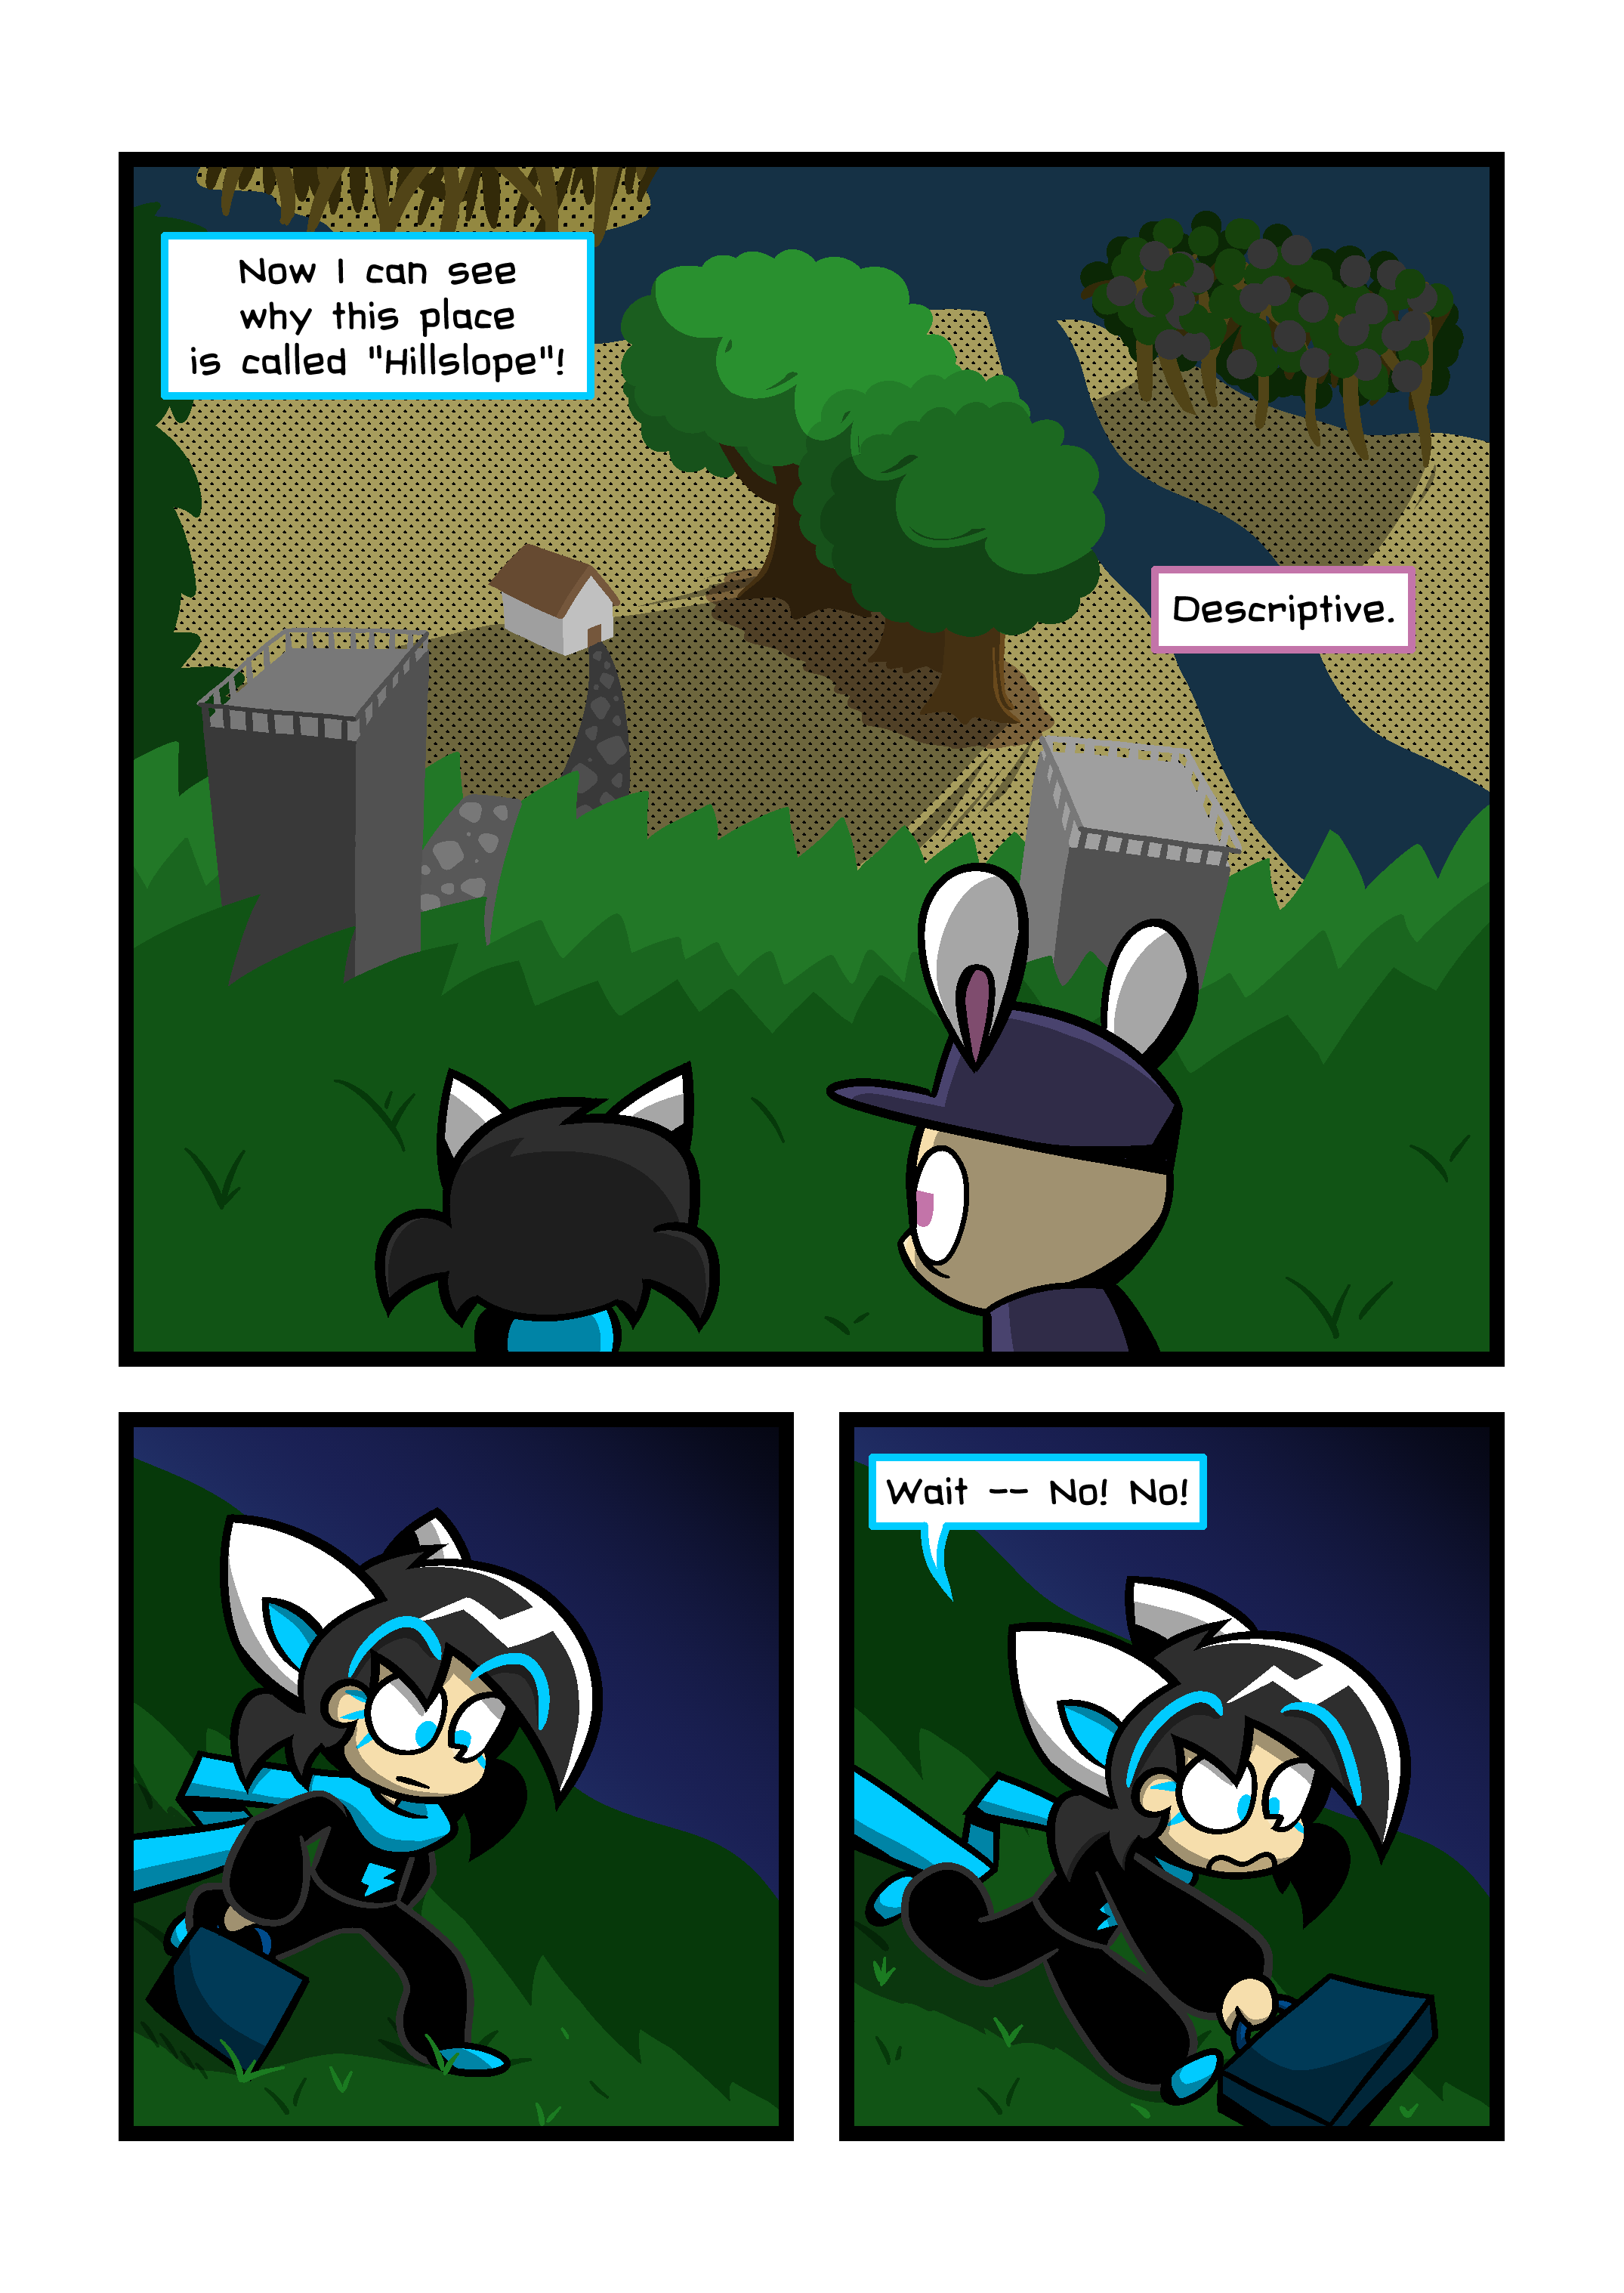 Now I can see
why this place
is called "Hillslope"!
Descriptive.
Wait -- No! No!